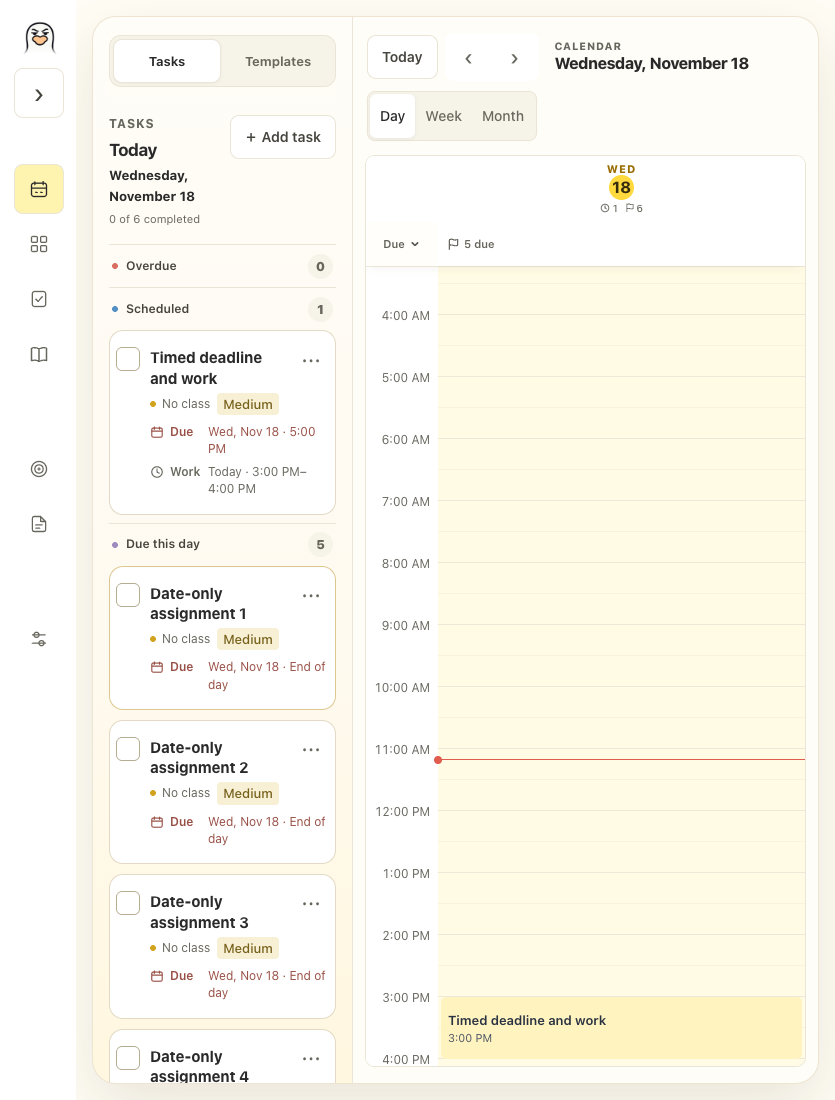 Tasks
Templates
TASKS
Today
Wednesday,
November 18
0 of 6 completed
+ Add task
Overdue
0
Scheduled
1
Timed deadline
and work
No class
Medium
Due
Wed, Nov 18 · 5:00
PM
Work
Today · 3:00 PM–
4:00 PM
Due this day
5
Date-only
assignment 1
No class
Medium
Due
Wed, Nov 18 · End of
day
Date-only
assignment 2
No class
Medium
Due
Wed, Nov 18 · End of
day
Date-only
assignment 3
No class
Medium
Due
Wed, Nov 18 · End of
day
Date-only
assignment 4
Today
CALENDAR
Wednesday, November 18
Day
Week
Month
WED
18
1
6
Due
5 due
4:00 AM
5:00 AM
6:00 AM
7:00 AM
8:00 AM
9:00 AM
10:00 AM
11:00 AM
12:00 PM
1:00 PM
2:00 PM
3:00 PM
Timed deadline and work
3:00 PM
4:00 PM